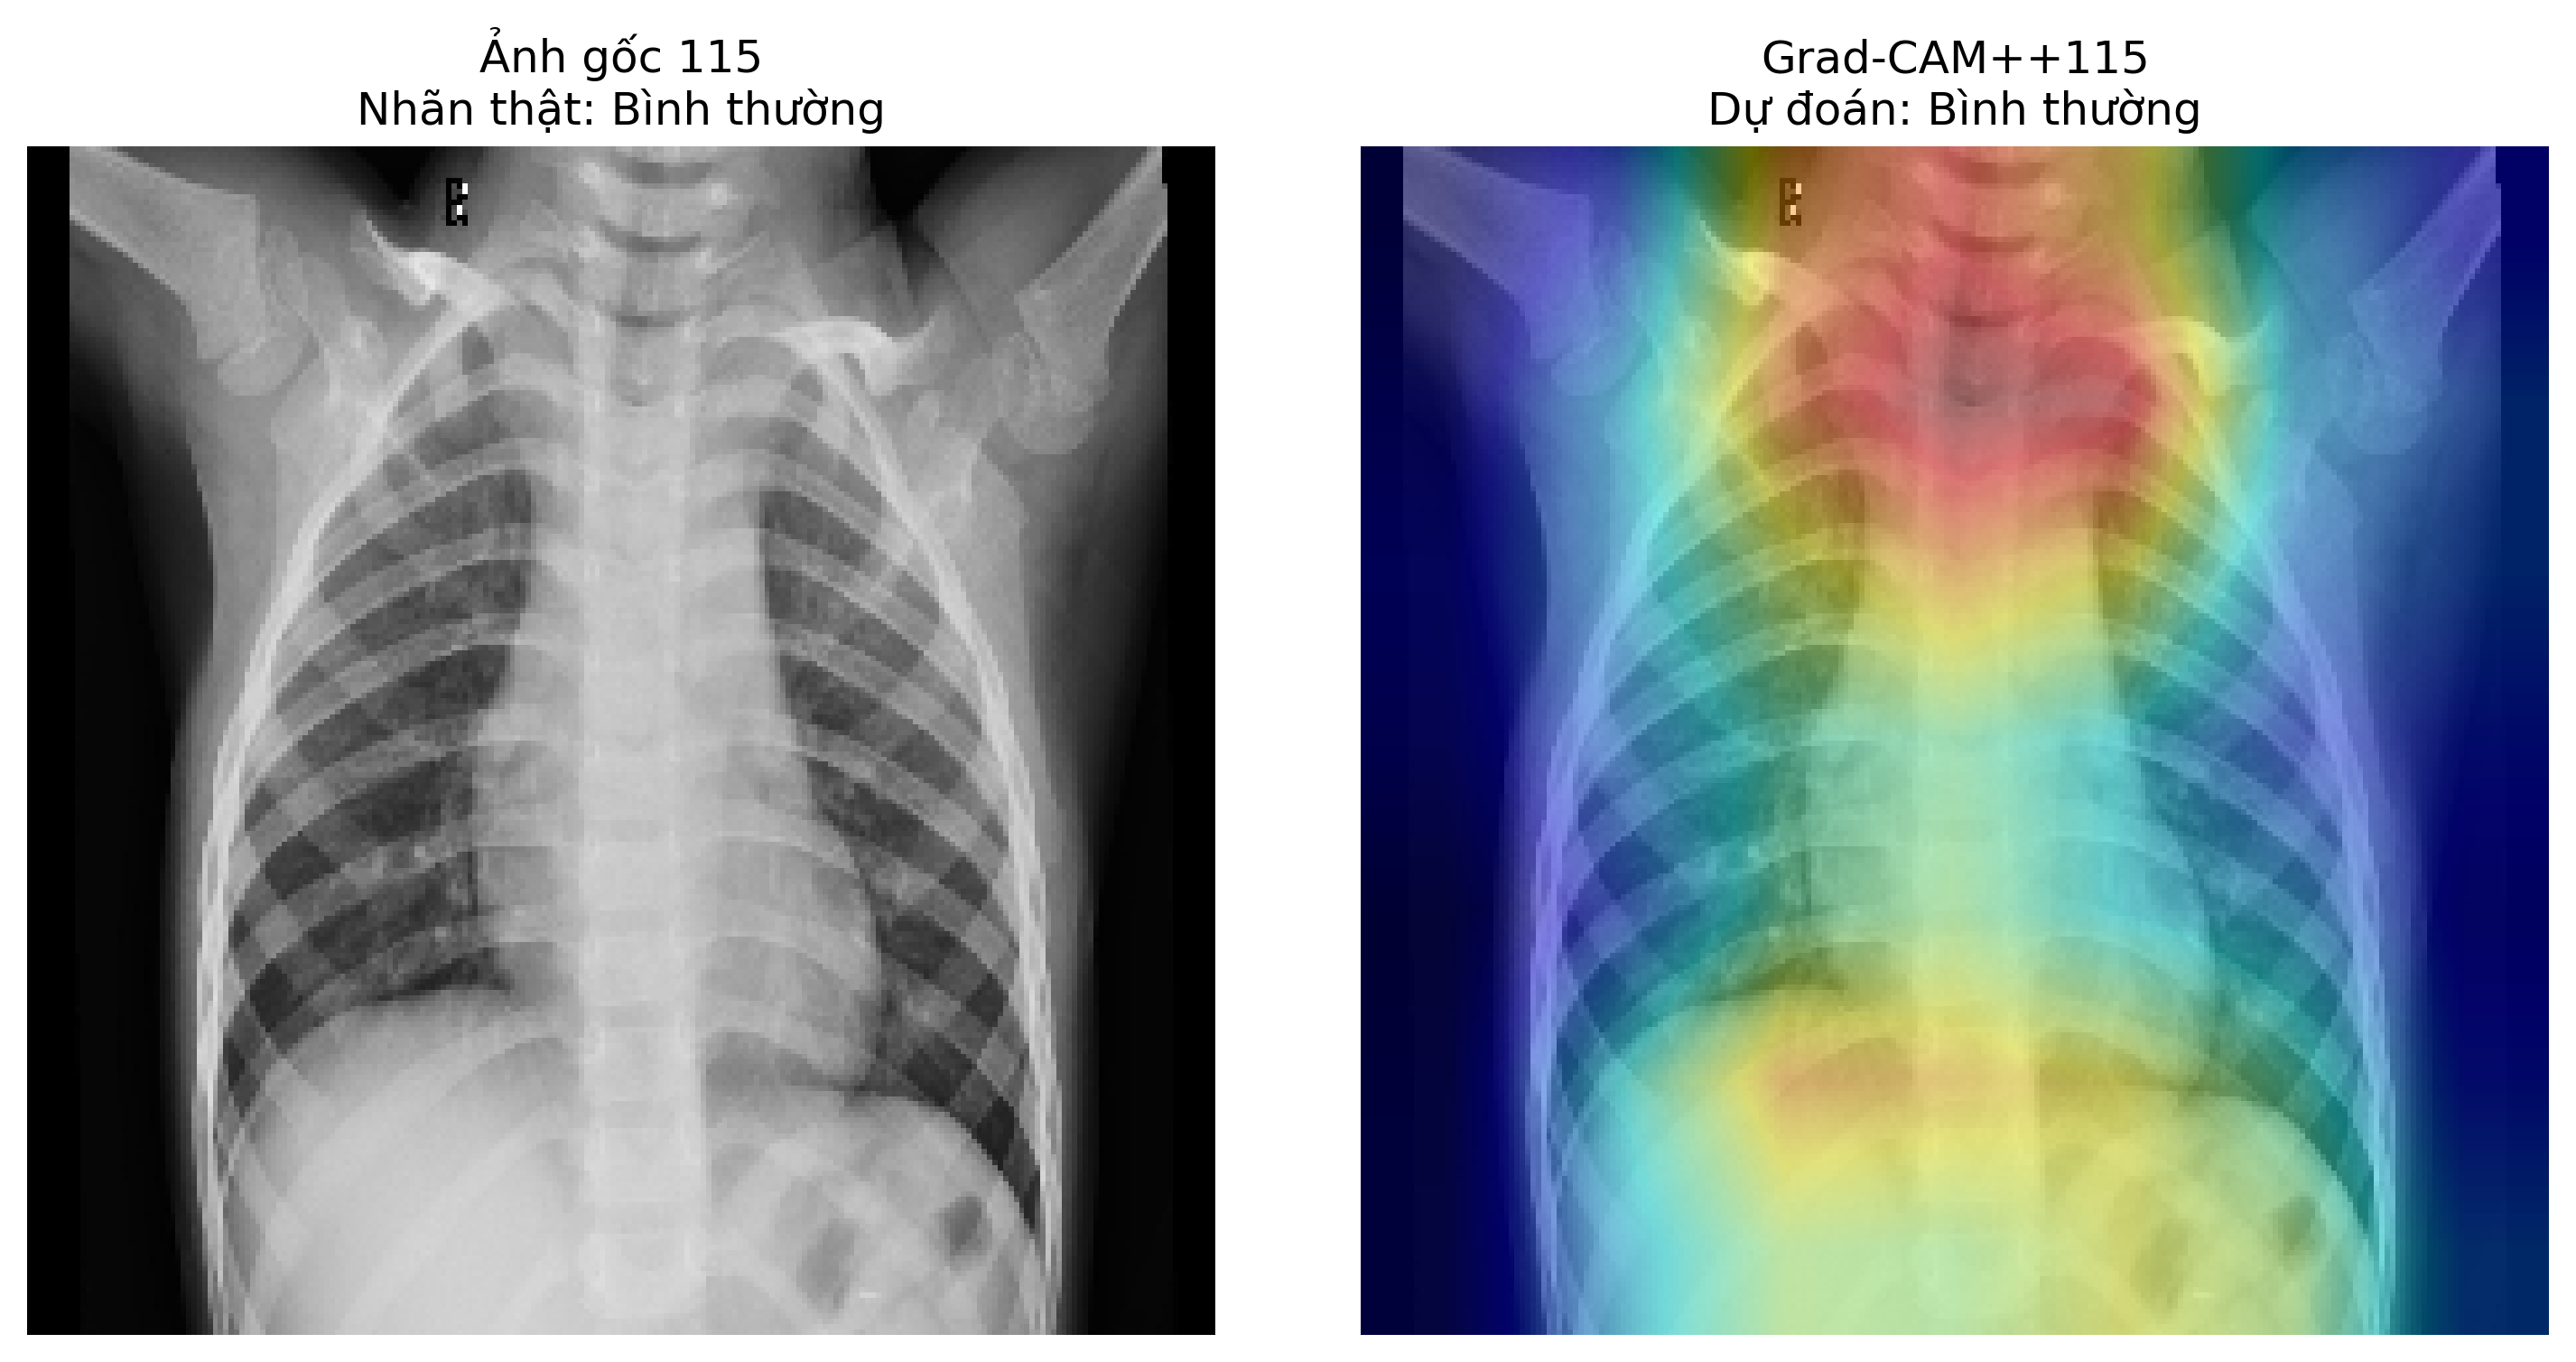 Ảnh gốc 115
Nhãn thật: Bình thường
Grad-CAM++115
Dự đoán: Bình thường